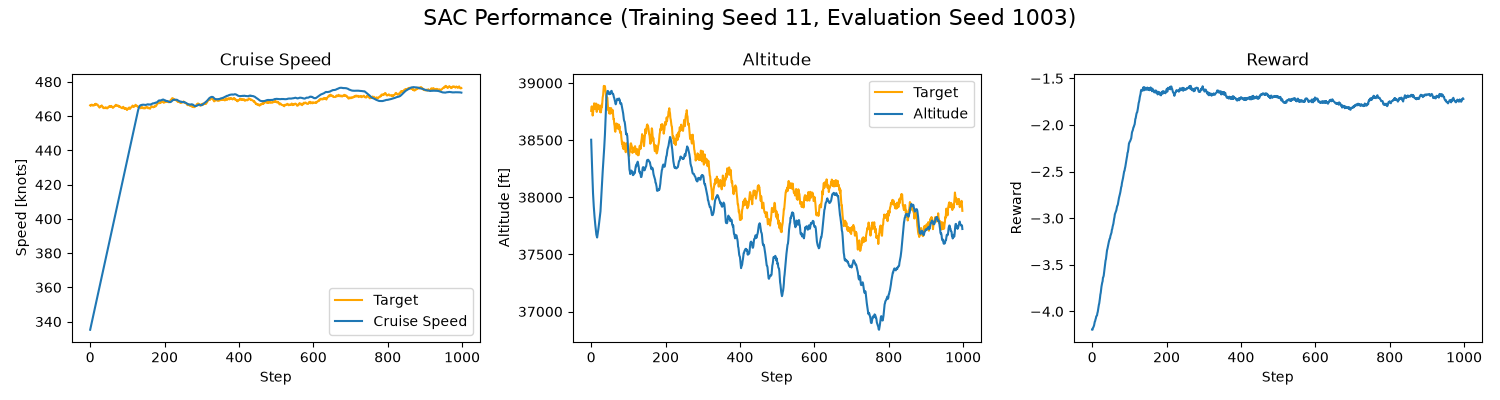 SAC Performance (Training Seed 11, Evaluation Seed 1003)
Cruise Speed
Speed [knots]
480
460
440
420
400
380
360
340
Target
Cruise Speed
0 200 400 600 800 1000
Step
Altitude
Altitude [ft]
39000
38500
38000
37500
37000
Target
Altitude
0 200 400 600 800 1000
Step
Reward
Reward
−1.5
−2.0
−2.5
−3.0
−3.5
−4.0
0 200 400 600 800 1000
Step